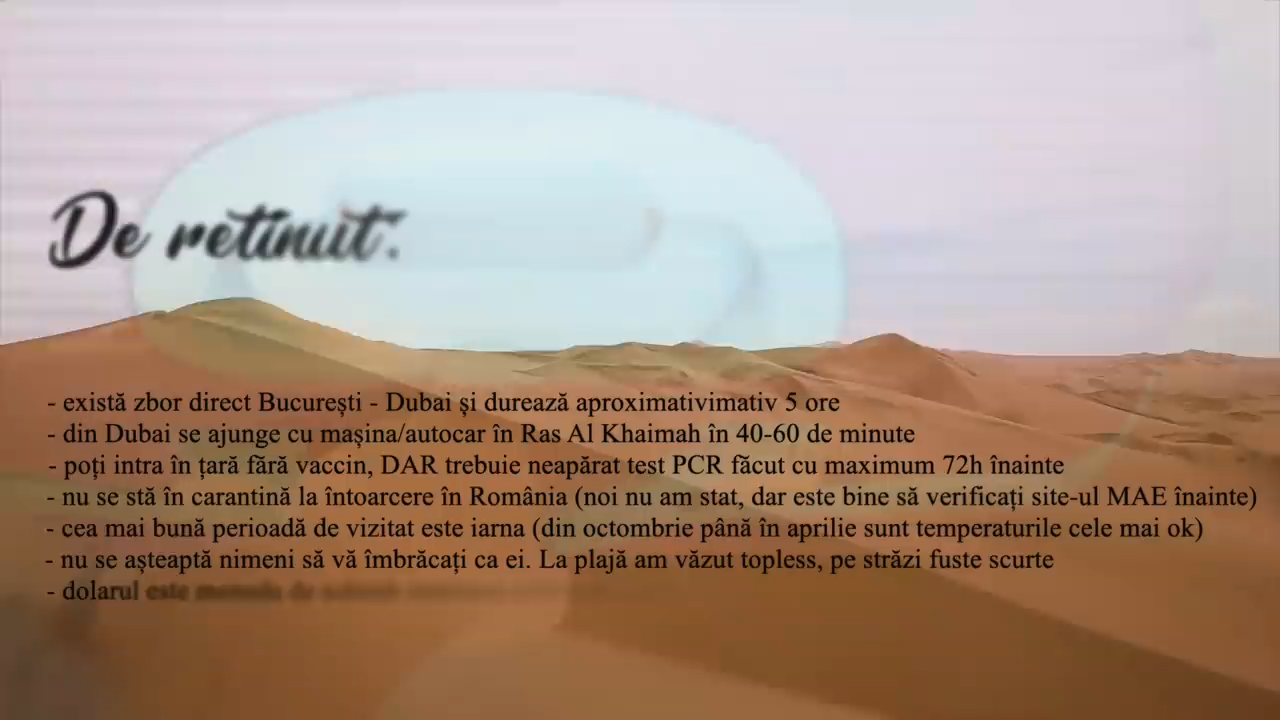 De retinut:
- există zbor direct București - Dubai și durează aproximativimativ 5 ore
- din Dubai se ajunge cu mașina/autocar în Ras Al Khaimah în 40-60 de minute
- poți intra în țară fără vaccin, DAR trebuie neapărat test PCR făcut cu maximum 72h înainte
- nu se stă în carantină la întoarcere în România (noi nu am stat, dar este bine să verificați site-ul MAE înainte)
- cea mai bună perioadă de vizitat este iarna (din octombrie până în aprilie sunt temperaturile cele mai ok)
- nu se așteaptă nimeni să vă îmbrăcați ca ei. La plajă am văzut topless, pe străzi fuste scurte
- dolarul este